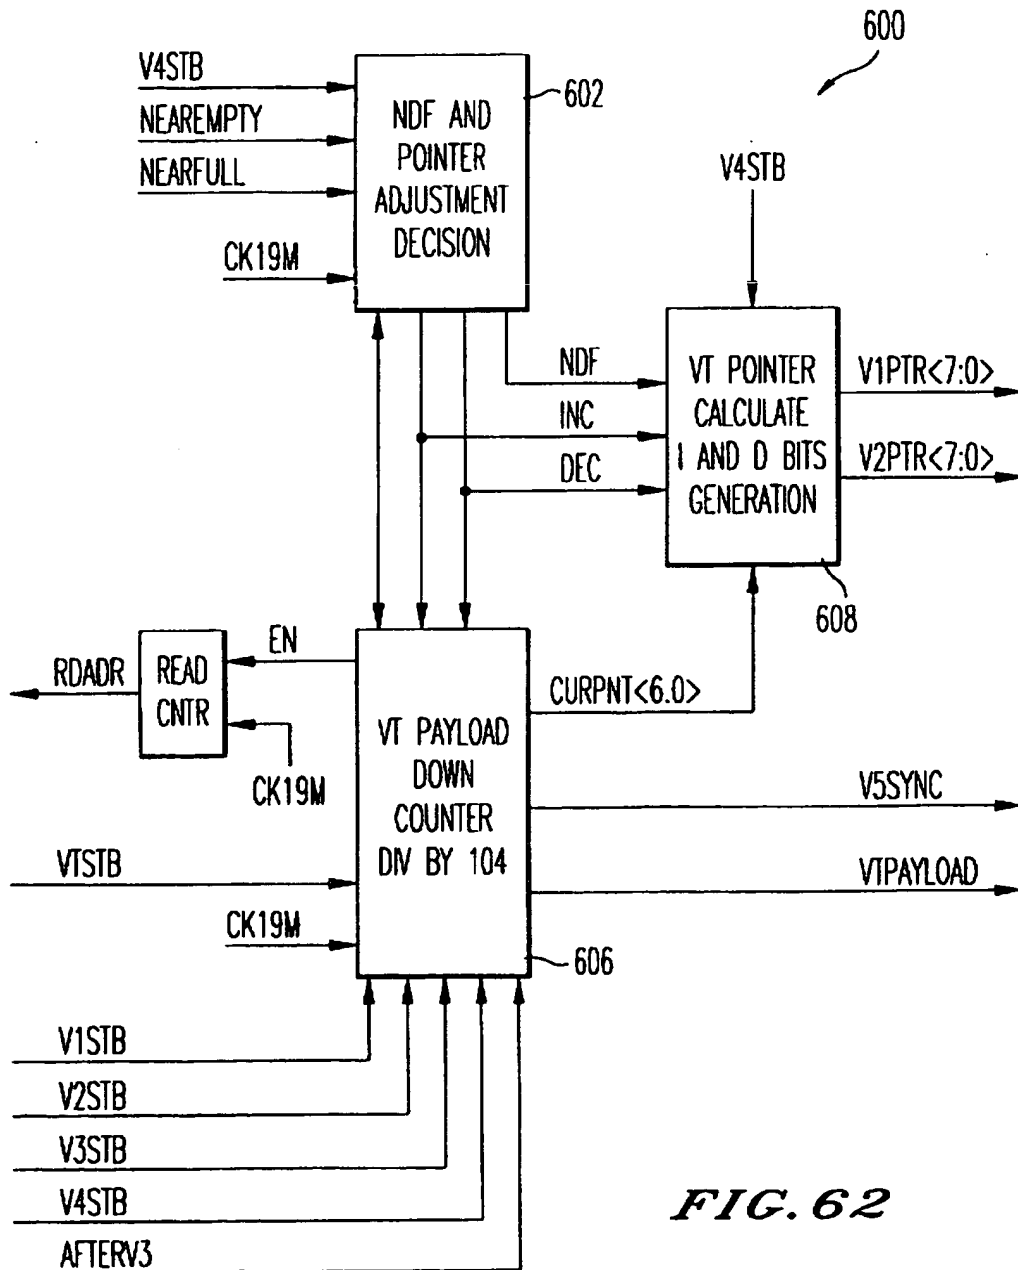 600
V4STB
NEAREMPTY
NEARFULL
CK19M
NDF AND
POINTER
ADJUSTMENT
DECISION
602
V4STB
NDF
INC
DEC
VT POINTER
CALCULATE
I AND D BITS
GENERATION
608
V1PTR<7:0>
V2PTR<7:0>
RDADR
READ
CNTR
EN
CK19M
VT PAYLOAD
DOWN
COUNTER
DIV BY 104
606
CURPNT<6.0>
V5SYNC
VTPAYLOAD
VTSTB
CK19M
V1STB
V2STB
V3STB
V4STB
AFTERV3
FIG. 62